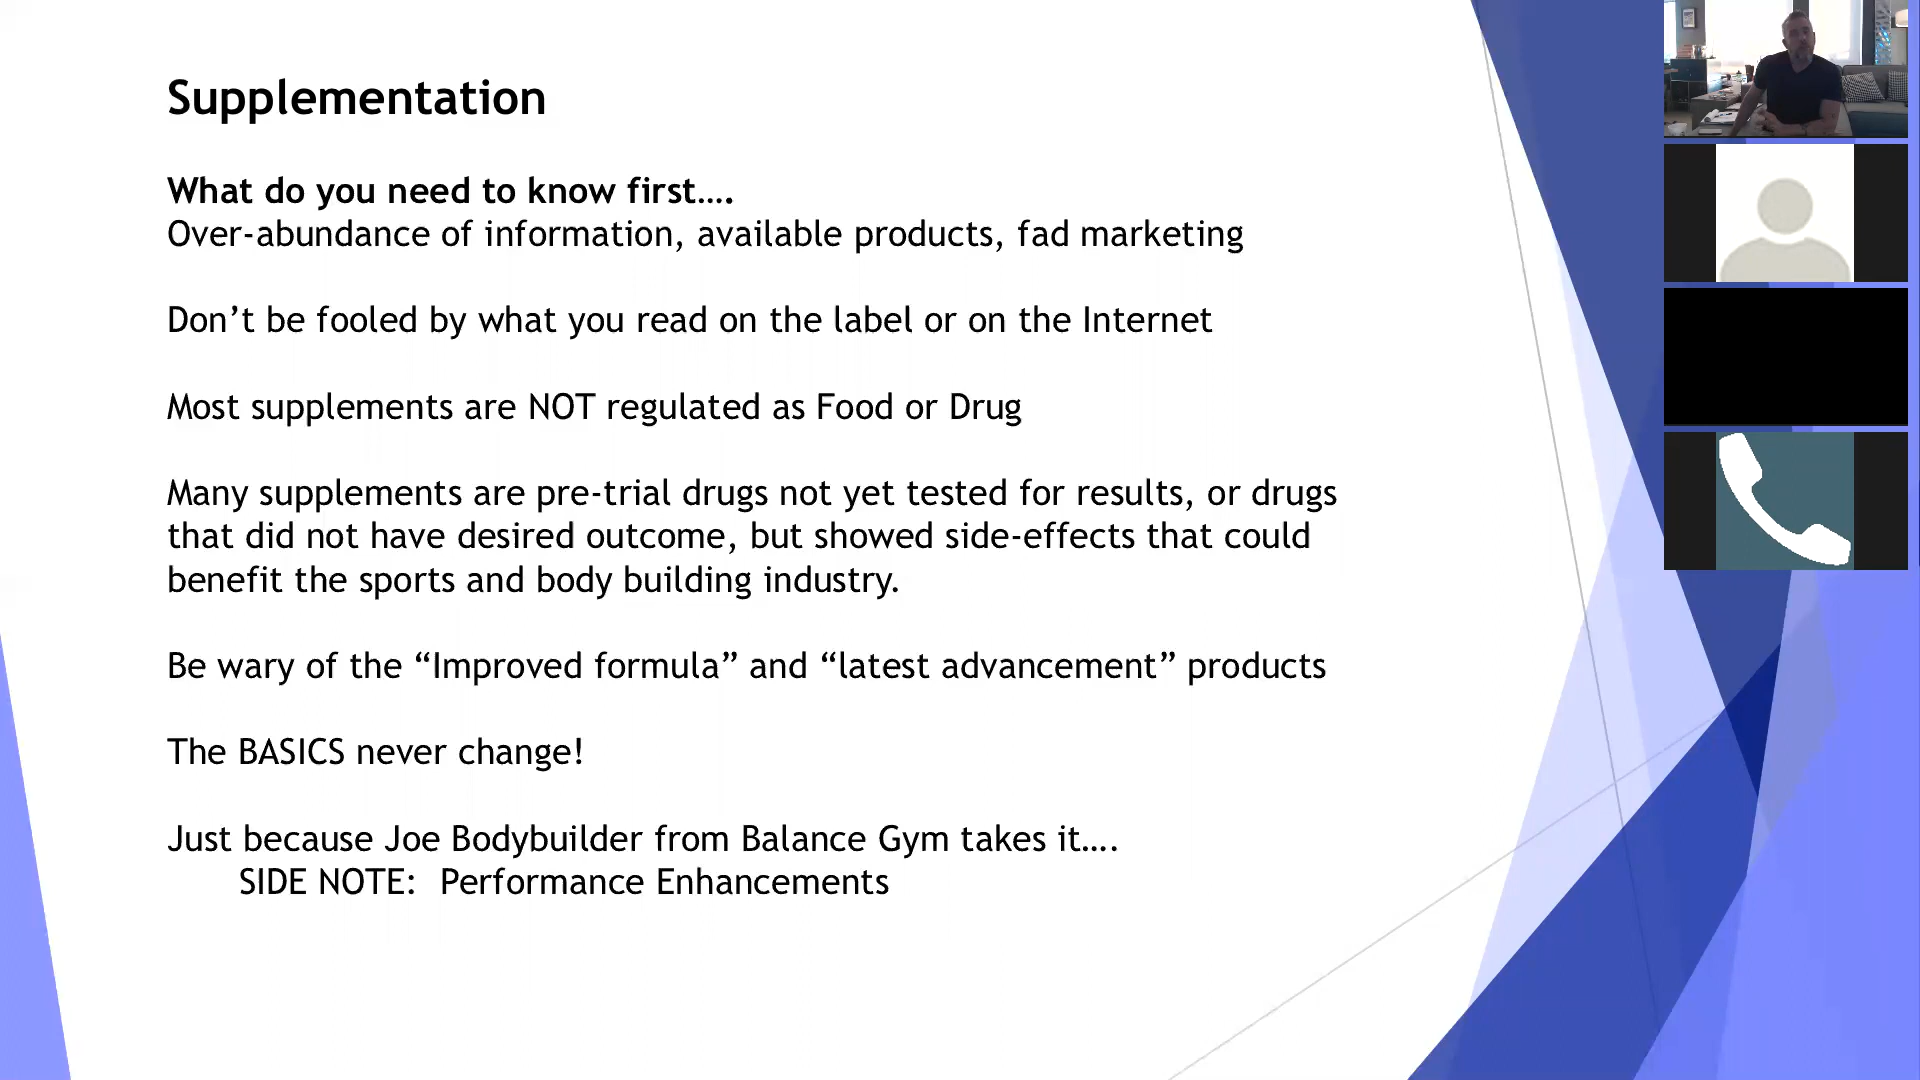 Supplementation
What do you need to know first….
Over-abundance of information, available products, fad marketing
Don’t be fooled by what you read on the label or on the Internet
Most supplements are NOT regulated as Food or Drug
Many supplements are pre-trial drugs not yet tested for results, or drugs
that did not have desired outcome, but showed side-effects that could
benefit the sports and body building industry.
Be wary of the “Improved formula” and “latest advancement” products
The BASICS never change!
Just because Joe Bodybuilder from Balance Gym takes it….
SIDE NOTE: Performance Enhancements